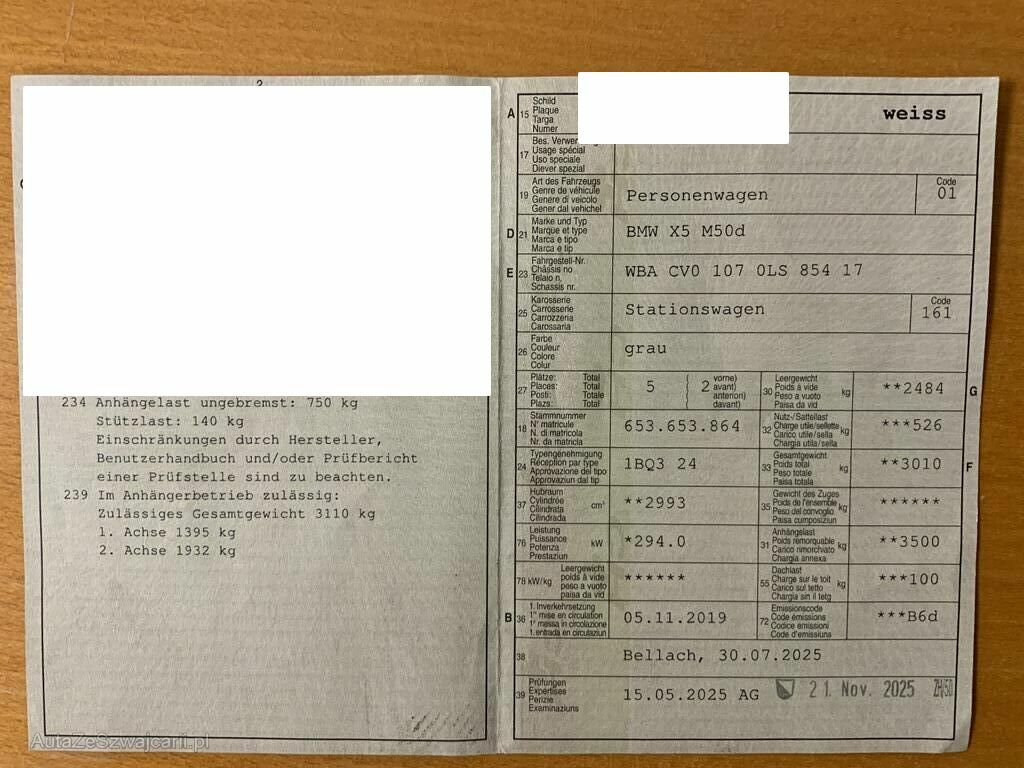 2
234 Anhängelast ungebremst: 750 kg
Stützlast: 140 kg
Einschränkungen durch Hersteller,
Benutzerhandbuch und/oder Prüfbericht
einer Prüfstelle sind zu beachten.
239 Im Anhängerbetrieb zulässig:
Zulässiges Gesamtgewicht 3110 kg
1. Achse 1395 kg
2. Achse 1932 kg
A 15 Schild
Plaque
Targa
Numer
weiss
17 Bes.
Usage spécial
Uso speciale
Diever spezial
19 Art des Fahrzeugs
Genre de véhicule
Genere di veicolo
Gener dal vehichel
Personenwagen
Code
01
D 21 Marke und Typ
Marque et type
Marca e tipo
Marca e tip
BMW X5 M50d
E 23 Fahrgestell-Nr.
Châssis no
Telaio n.
Schassis nr.
WBA CV0 107 0LS 854 17
25 Karosserie
Carrosserie
Carrozzeria
Carossaria
Stationswagen
Code
161
26 Farbe
Couleur
Colore
Colur
grau
27 Plätze: Total
Places: Total
Posti: Totale
Plazs: Total
5 ( 2 vorne)
avant)
anteriori)
davant)
30 Leergewicht
Poids à vide
Peso a vuoto
Paisa da vid
kg
**2484
G
18 Stammnummer
N° matricule
N. di matricola
Nr. da matricla
653.653.864
32 Nutz-/Sattellast
Charge utile/sellette
Carico utile/sella
Chargia utila/sella
kg
***526
24 Typengenehmigung
Réception par type
Approvazione del tipo
Approvaziun dal tip
1BQ3 24
33 Gesamtgewicht
Poids total
Peso totale
Paisa totala
kg
**3010
F
37 Hubraum
Cylindrée
Cilindrata
Cilindrada
cm³
**2993
35 Gewicht des Zuges
Poids de l'ensemble
Peso del convoglio
Paisa cumposiziun
kg
******
76 Leistung
Puissance
Potenza
Prestaziun
kW
*294.0
31 Anhängelast
Poids remorquable
Carico rimorchiato
Chargia annexa
kg
**3500
78 kW/kg Leergewicht
poids à vide
peso a vuoto
paisa da vid
******
55 Dachlast
Charge sur le toit
Carico sul tetto
Chargia sin il tetg
kg
***100
B 36 1. Inverkehrsetzung
1re mise en circulation
1a messa in circolazione
1. entrada en circulaziun
05.11.2019
72 Emissionscode
Code émissions
Codice emissioni
Code d'emissiuns
***B6d
38 Bellach, 30.07.2025
39 Prüfungen
Expertises
Perizie
Examinaziuns
15.05.2025 AG
21. Nov. 2025
AutaZeSzwajcarii.pl